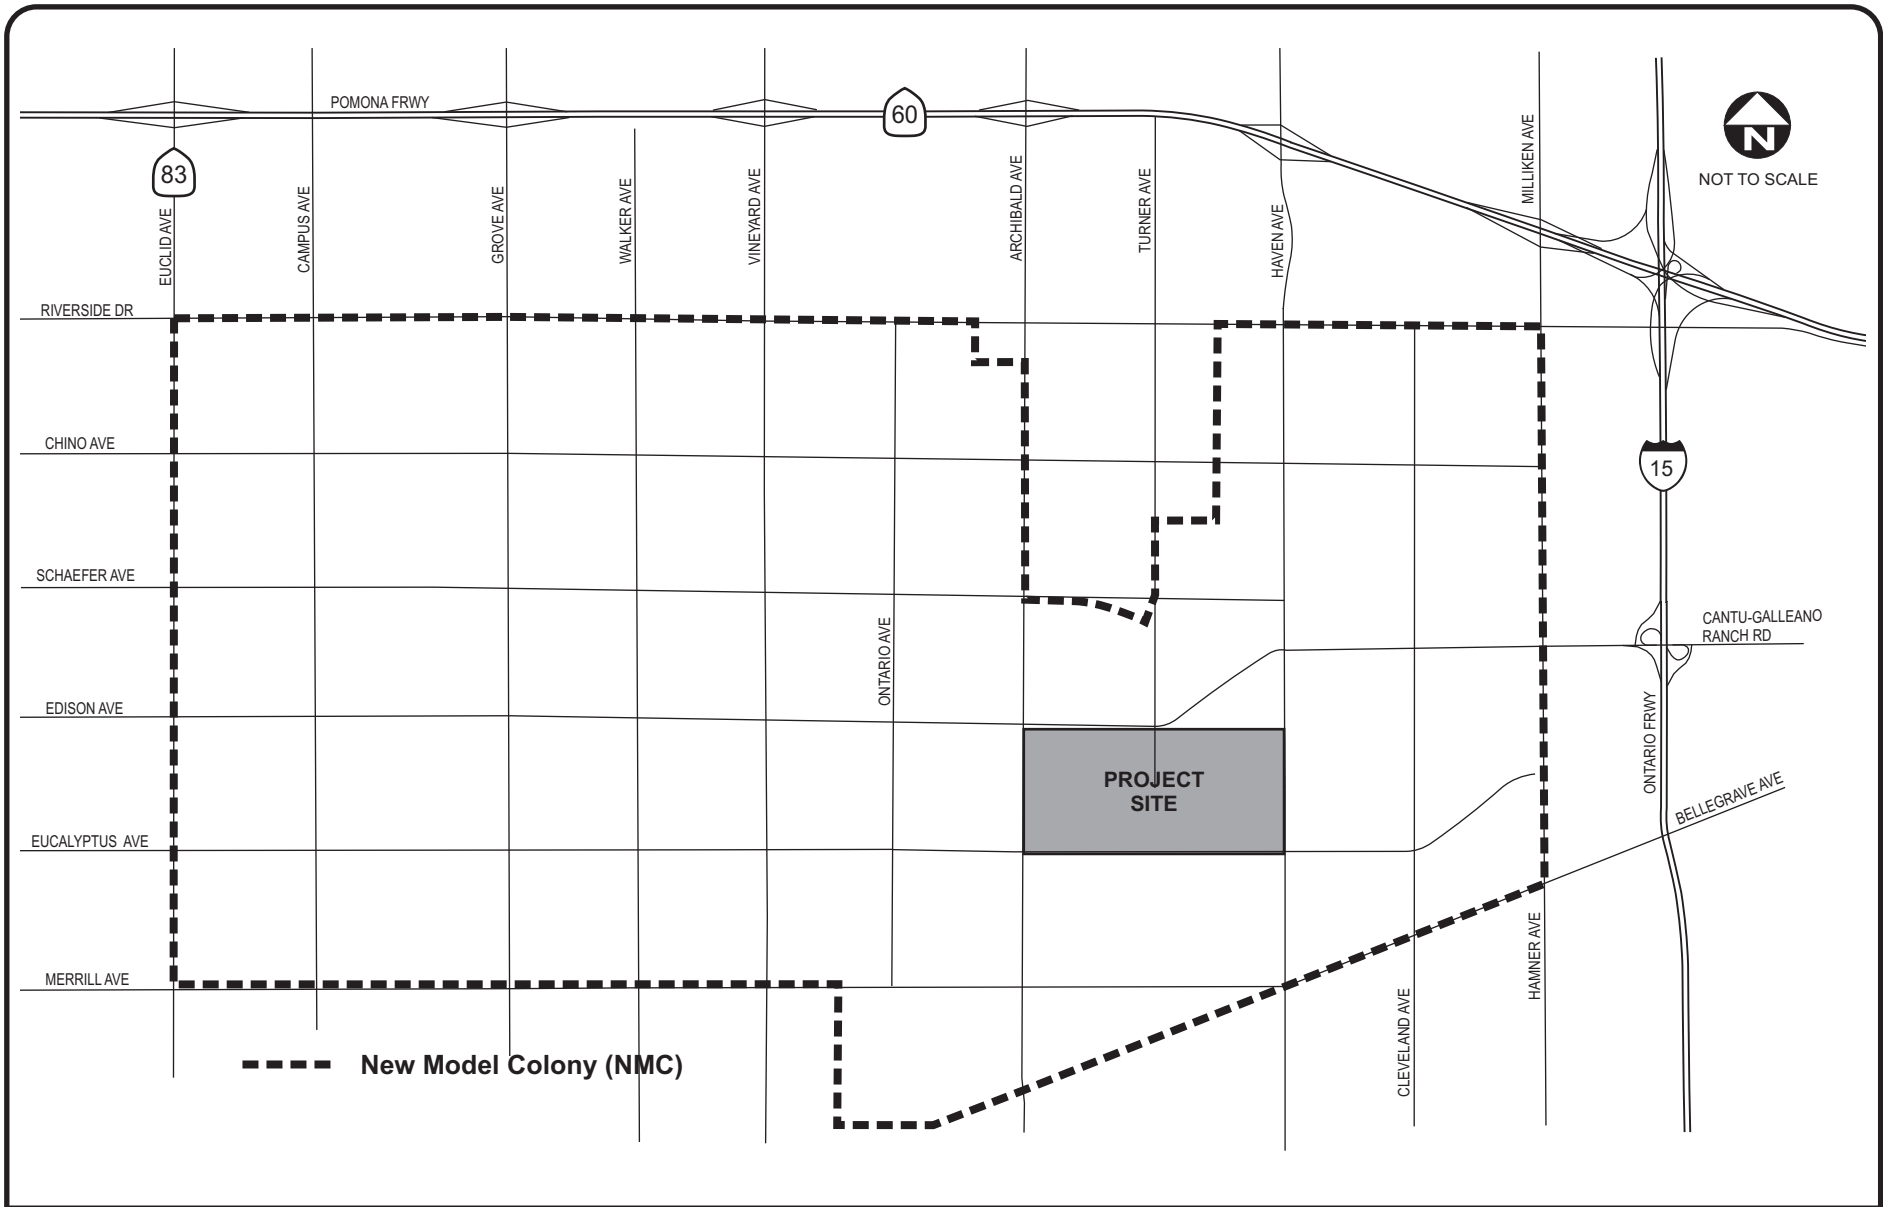 POMONA FRWY
60
83
N
NOT TO SCALE
EUCLID AVE
CAMPUS AVE
GROVE AVE
WALKER AVE
VINEYARD AVE
ARCHIBALD AVE
TURNER AVE
HAVEN AVE
MILLIKEN AVE
RIVERSIDE DR
CHINO AVE
15
SCHAEFER AVE
CANTU-GALLEANO
RANCH RD
ONTARIO AVE
EDISON AVE
ONTARIO FRWY
PROJECT
SITE
BELLEGRAVE AVE
EUCALYPTUS AVE
MERRILL AVE
HAMNER AVE
CLEVELAND AVE
New Model Colony (NMC)